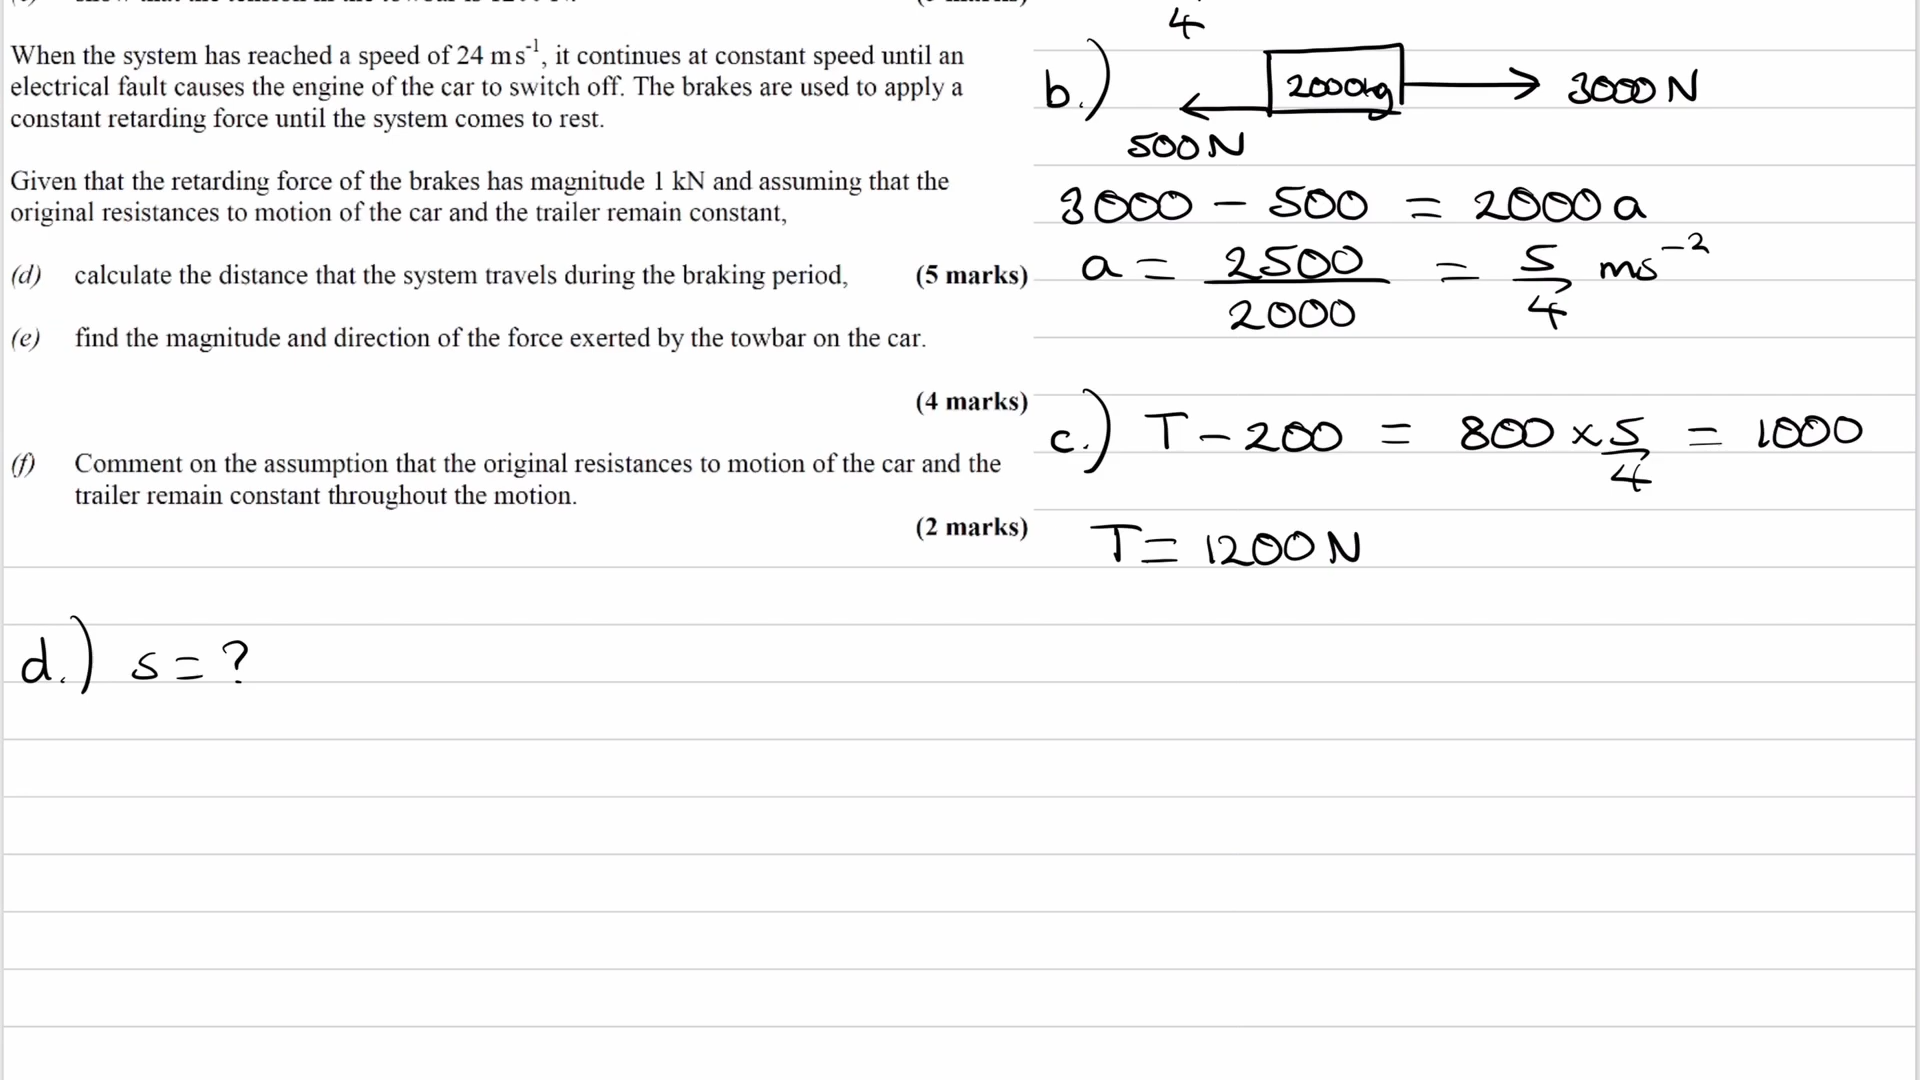 When the system has reached a speed of 24 m s⁻¹, it continues at constant speed until an
electrical fault causes the engine of the car to switch off. The brakes are used to apply a
constant retarding force until the system comes to rest.
Given that the retarding force of the brakes has magnitude 1 kN and assuming that the
original resistances to motion of the car and the trailer remain constant,
(d) calculate the distance that the system travels during the braking period, (5 marks)
(e) find the magnitude and direction of the force exerted by the towbar on the car.
(4 marks)
(f) Comment on the assumption that the original resistances to motion of the car and the
trailer remain constant throughout the motion.
(2 marks)
4
b.) 2000kg 3000N
500N
3000 - 500 = 2000a
a = 2500/2000 = 5/4 ms⁻²
c.) T - 200 = 800 × 5/4 = 1000
T = 1200N
d.) s = ?